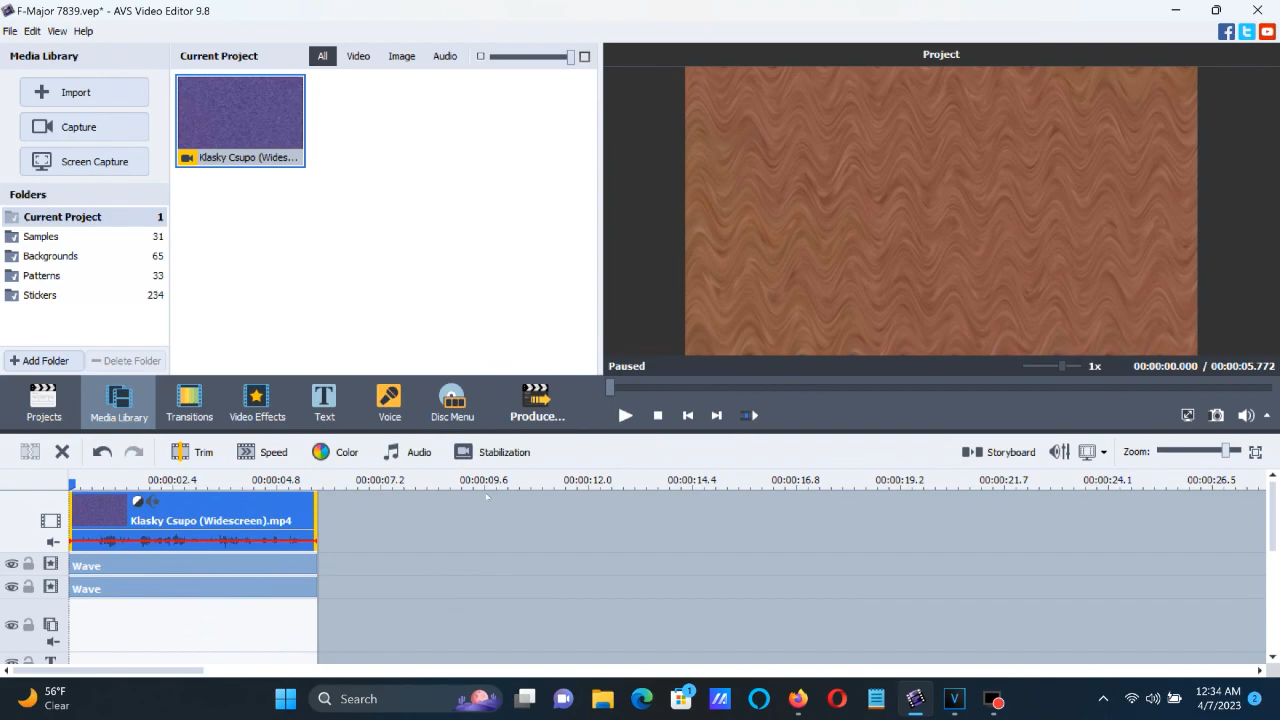 F-Major 7839.vep* - AVS Video Editor 9.8
File Edit View Help
Media Library
Current Project
All Video Image Audio
Project
Import
Capture
Screen Capture
Klasky Csupo (Wides...
Folders
Current Project 1
Samples 31
Backgrounds 65
Patterns 33
Stickers 234
Add Folder
Delete Folder
Paused
1x
00:00:00.000 / 00:00:05.772
Projects
Media Library
Transitions
Video Effects
Text
Voice
Disc Menu
Produce...
Trim
Speed
Color
Audio
Stabilization
Storyboard
Zoom:
00:00:02.4 00:00:04.8 00:00:07.2 00:00:09.6 00:00:12.0 00:00:14.4 00:00:16.8 00:00:19.2 00:00:21.7 00:00:24.1 00:00:26.5
Klasky Csupo (Widescreen).mp4
Wave
Wave
56°F
Clear
Search
1
V
12:34 AM
4/7/2023
2